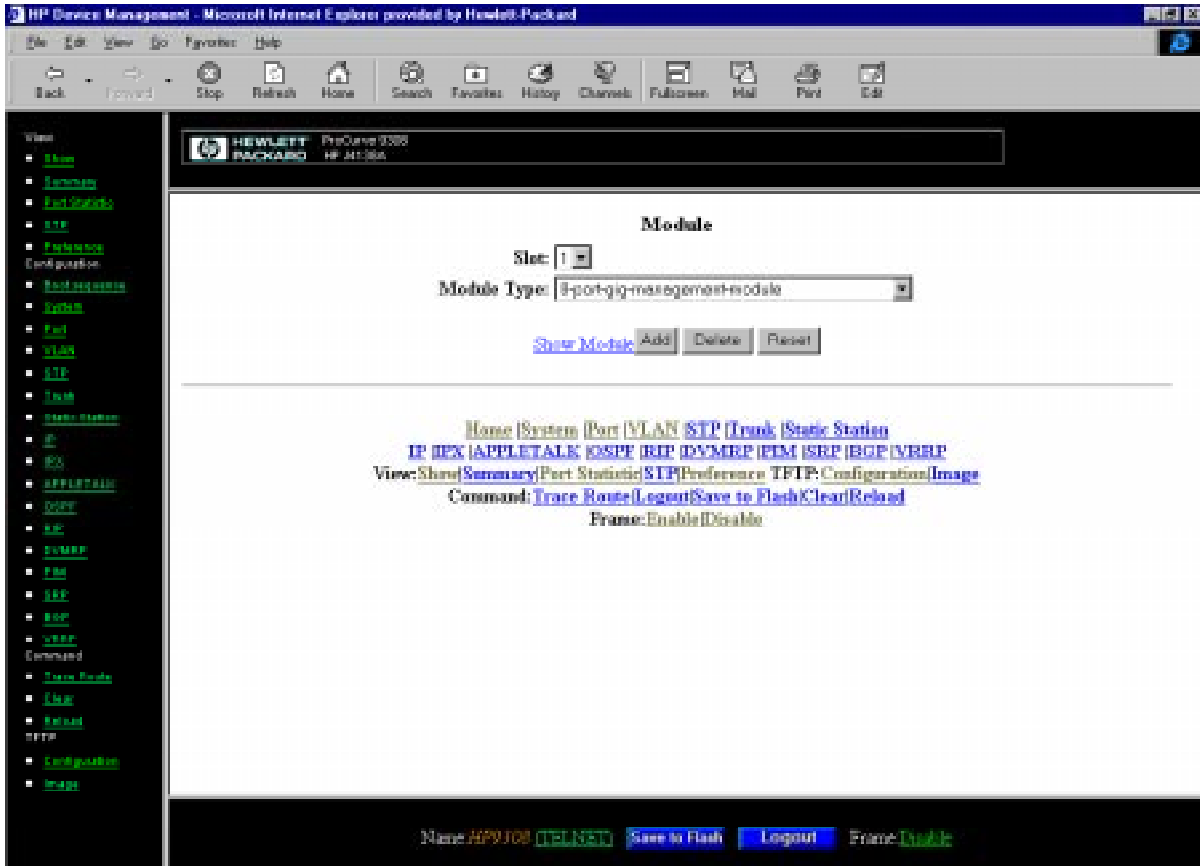 HP Device Management - Microsoft Internet Explorer provided by Hewlett-Packard
File Edit View Go Favorites Help
Back Forward Stop Refresh Home Search Favorites History Channels Fullscreen Mail Print Edit
View
Show
Summary
Port Statistic
STP
Preference
Configuration
Boot sequence
System
Port
VLAN
STP
Trunk
Static Station
IP
IPX
APPLETALK
OSPF
RIP
DVMRP
PIM
SRP
BGP
VRRP
Command
Trace Route
Clear
Reload
TFTP
Configuration
Image
HEWLETT PACKARD
ProCurve 9308
HP J4138A
Module
Slot: 1
Module Type: 8-port-gig-management-module
Show Module Add Delete Reset
Home |System |Port |VLAN |STP |Trunk |Static Station
IP |IPX |APPLETALK |OSPF |RIP |DVMRP |PIM |SRP |BGP |VRRP
View:Show|Summary|Port Statistic|STP|Preference TFTP:Configuration|Image
Command:Trace Route|Logout|Save to Flash|Clear|Reload
Frame:Enable|Disable
Name:HP9308 (TELNET) Save to Flash Logout Frame:Disable